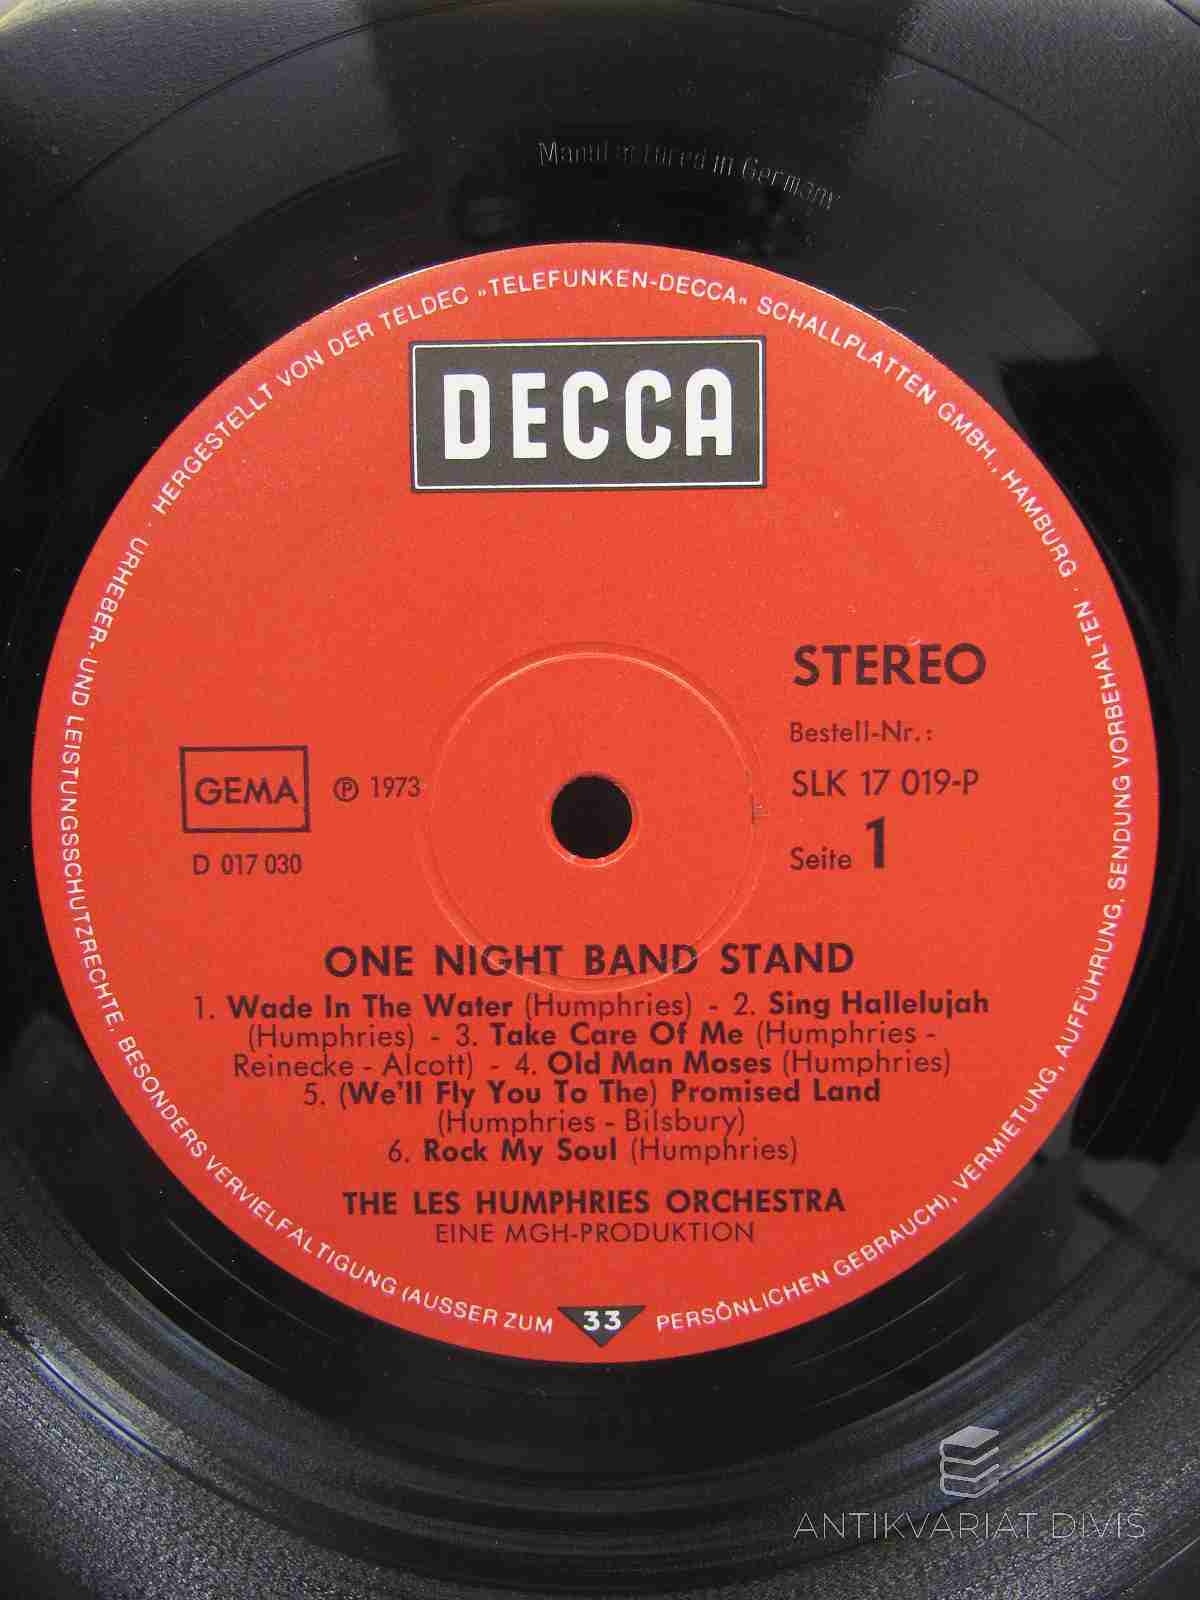 Manufactured in Germany
HERGESTELLT VON DER TELDEC „TELEFUNKEN-DECCA“ SCHALLPLATTEN GMBH., HAMBURG ·
URHEBER- UND LEISTUNGSSCHUTZRECHTE, BESONDERS VERVIELFÄLTIGUNG (AUSSER ZUM PERSÖNLICHEN GEBRAUCH), VERMIETUNG, AUFFÜHRUNG, SENDUNG VORBEHALTEN ·
DECCA
STEREO
Bestell-Nr.:
GEMA ℗ 1973 SLK 17 019-P
D 017 030 Seite 1
ONE NIGHT BAND STAND
1. Wade In The Water (Humphries) - 2. Sing Hallelujah
(Humphries) - 3. Take Care Of Me (Humphries -
Reinecke - Alcott) - 4. Old Man Moses (Humphries)
5. (We'll Fly You To The) Promised Land
(Humphries - Bilsbury)
6. Rock My Soul (Humphries)
THE LES HUMPHRIES ORCHESTRA
EINE MGH-PRODUKTION
33
ANTIKVARIÁT DIVIŠ